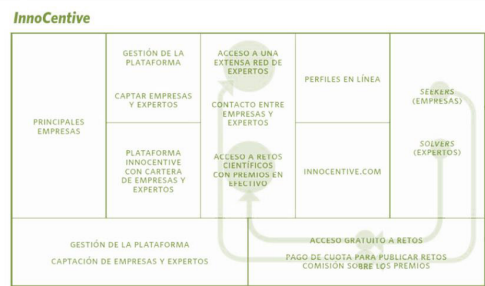 InnoCentive
PRINCIPALES
EMPRESAS
GESTIÓN DE LA
PLATAFORMA
CAPTAR EMPRESAS
Y EXPERTOS
PLATAFORMA
INNOCENTIVE
CON CARTERA
DE EMPRESAS Y
EXPERTOS
ACCESO A UNA
EXTENSA RED DE
EXPERTOS
CONTACTO ENTRE
EMPRESAS Y
EXPERTOS
ACCESO A RETOS
CIENTÍFICOS
CON PREMIOS EN
EFECTIVO
PERFILES EN LÍNEA
INNOCENTIVE.COM
SEEKERS
(EMPRESAS)
SOLVERS
(EXPERTOS)
GESTIÓN DE LA PLATAFORMA
CAPTACIÓN DE EMPRESAS Y EXPERTOS
ACCESO GRATUITO A RETOS
PAGO DE CUOTA PARA PUBLICAR RETOS
COMISIÓN SOBRE LOS PREMIOS